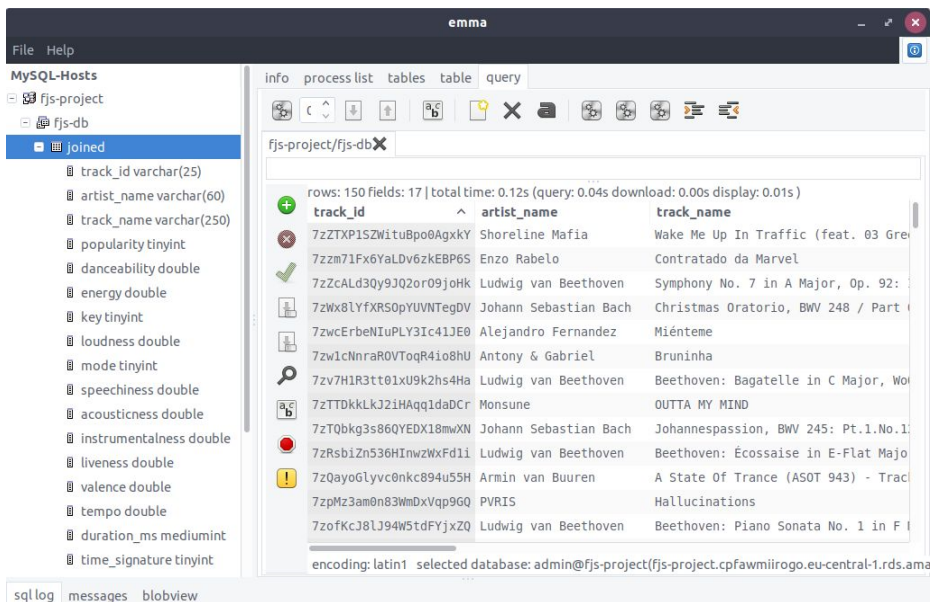 emma
File Help
MySQL-Hosts
fjs-project
fjs-db
joined
track_id varchar(25)
artist_name varchar(60)
track_name varchar(250)
popularity tinyint
danceability double
energy double
key tinyint
loudness double
mode tinyint
speechiness double
acousticness double
instrumentalness double
liveness double
valence double
tempo double
duration_ms mediumint
time_signature tinyint
info process list tables table query
fjs-project/fjs-db
rows: 150 fields: 17 | total time: 0.12s (query: 0.04s download: 0.00s display: 0.01s )
track_id artist_name track_name
7zZTXP1SZWituBpo0AgxkY Shoreline Mafia Wake Me Up In Traffic (feat. 03 Gree
7zzm71Fx6YaLDv6zkEBP6S Enzo Rabelo Contratado da Marvel
7zZcALd3Qy9JQ2orO9joHk Ludwig van Beethoven Symphony No. 7 in A Major, Op. 92:
7zWx8lYfXRSOpYUVNTegDV Johann Sebastian Bach Christmas Oratorio, BWV 248 / Part
7zwcErbeNIuPLY3Ic41JE0 Alejandro Fernandez Miénteme
7zw1cNnraROVToqR4io8hU Antony & Gabriel Bruninha
7zv7H1R3tt01xU9k2hs4Ha Ludwig van Beethoven Beethoven: Bagatelle in C Major, Wo
7zTTDkkLkJ2iHAqq1daDCr Monsune OUTTA MY MIND
7zTQbkg3s86QYEDX18mwXN Johann Sebastian Bach Johannespassion, BWV 245: Pt.1.No.1
7zRsbiZn536HInwzWxFd1i Ludwig van Beethoven Beethoven: Écossaise in E-Flat Majo
7zQayoGlyvc0nkc894u55H Armin van Buuren A State Of Trance (ASOT 943) - Trac
7zpMz3am0n83WmDxVqp9GO PVRIS Hallucinations
7zofKcJ8lJ94W5tdFYjxZQ Ludwig van Beethoven Beethoven: Piano Sonata No. 1 in F
encoding: latin1 selected database: admin@fjs-project(fjs-project.cpfawmiirogo.eu-central-1.rds.ama
sql log messages blobview